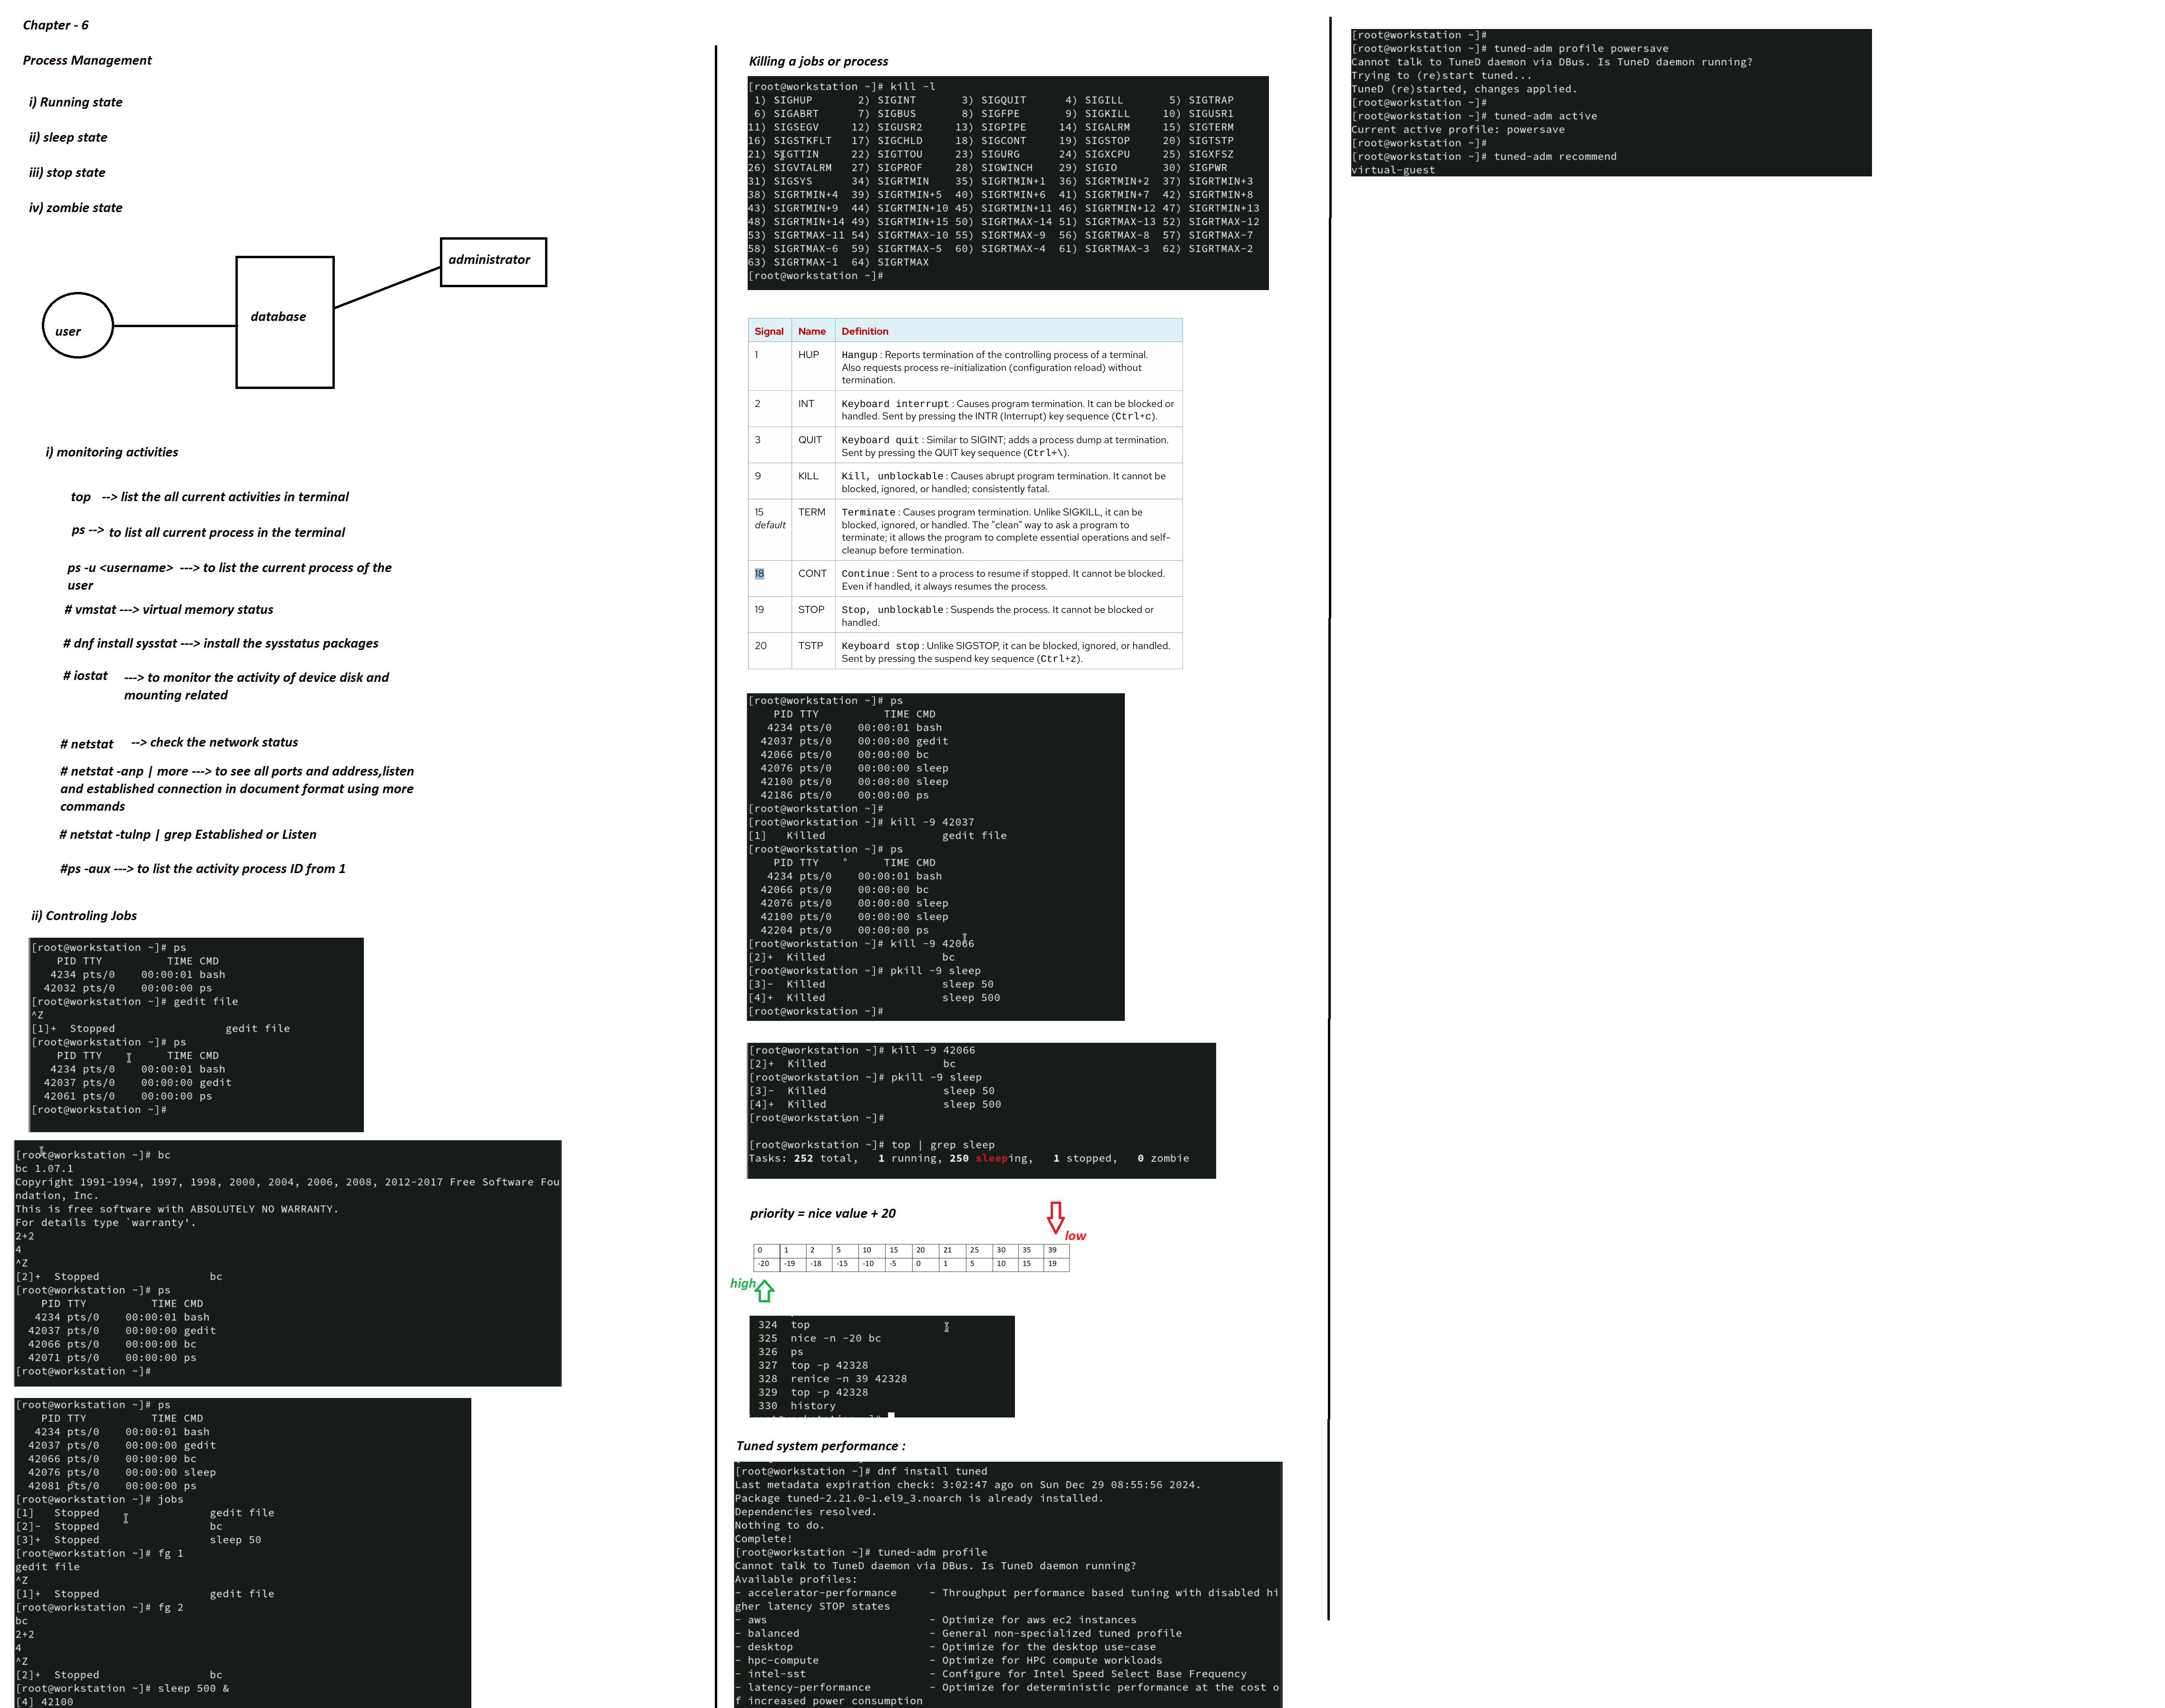 Chapter - 6
Process Management
i) Running state
ii) sleep state
iii) stop state
iv) zombie state
user
database
administrator
i) monitoring activities
top --> list the all current activities in terminal
ps --> to list all current process in the terminal
ps -u <username> ---> to list the current process of the
user
# vmstat ---> virtual memory status
# dnf install sysstat ---> install the sysstatus packages
# iostat ---> to monitor the activity of device disk and
mounting related
# netstat --> check the network status
# netstat -anp | more ---> to see all ports and address,listen
and established connection in document format using more
commands
# netstat -tulnp | grep Established or Listen
#ps -aux ---> to list the activity process ID from 1
ii) Controling Jobs
[root@workstation ~]# ps
PID TTY TIME CMD
4234 pts/0 00:00:01 bash
42032 pts/0 00:00:00 ps
[root@workstation ~]# gedit file
^Z
[1]+ Stopped gedit file
[root@workstation ~]# ps
PID TTY TIME CMD
4234 pts/0 00:00:01 bash
42037 pts/0 00:00:00 gedit
42061 pts/0 00:00:00 ps
[root@workstation ~]#
[root@workstation ~]# bc
bc 1.07.1
Copyright 1991-1994, 1997, 1998, 2000, 2004, 2006, 2008, 2012-2017 Free Software Fou
ndation, Inc.
This is free software with ABSOLUTELY NO WARRANTY.
For details type `warranty'.
2+2
4
^Z
[2]+ Stopped bc
[root@workstation ~]# ps
PID TTY TIME CMD
4234 pts/0 00:00:01 bash
42037 pts/0 00:00:00 gedit
42066 pts/0 00:00:00 bc
42071 pts/0 00:00:00 ps
[root@workstation ~]#
[root@workstation ~]# ps
PID TTY TIME CMD
4234 pts/0 00:00:01 bash
42037 pts/0 00:00:00 gedit
42066 pts/0 00:00:00 bc
42076 pts/0 00:00:00 sleep
42081 pts/0 00:00:00 ps
[root@workstation ~]# jobs
[1] Stopped gedit file
[2]- Stopped bc
[3]+ Stopped sleep 50
[root@workstation ~]# fg 1
gedit file
^Z
[1]+ Stopped gedit file
[root@workstation ~]# fg 2
bc
2+2
4
^Z
[2]+ Stopped bc
[root@workstation ~]# sleep 500 &
[4] 42100
Killing a jobs or process
[root@workstation ~]# kill -l
1) SIGHUP 2) SIGINT 3) SIGQUIT 4) SIGILL 5) SIGTRAP
6) SIGABRT 7) SIGBUS 8) SIGFPE 9) SIGKILL 10) SIGUSR1
11) SIGSEGV 12) SIGUSR2 13) SIGPIPE 14) SIGALRM 15) SIGTERM
16) SIGSTKFLT 17) SIGCHLD 18) SIGCONT 19) SIGSTOP 20) SIGTSTP
21) SIGTTIN 22) SIGTTOU 23) SIGURG 24) SIGXCPU 25) SIGXFSZ
26) SIGVTALRM 27) SIGPROF 28) SIGWINCH 29) SIGIO 30) SIGPWR
31) SIGSYS 34) SIGRTMIN 35) SIGRTMIN+1 36) SIGRTMIN+2 37) SIGRTMIN+3
38) SIGRTMIN+4 39) SIGRTMIN+5 40) SIGRTMIN+6 41) SIGRTMIN+7 42) SIGRTMIN+8
43) SIGRTMIN+9 44) SIGRTMIN+10 45) SIGRTMIN+11 46) SIGRTMIN+12 47) SIGRTMIN+13
48) SIGRTMIN+14 49) SIGRTMIN+15 50) SIGRTMAX-14 51) SIGRTMAX-13 52) SIGRTMAX-12
53) SIGRTMAX-11 54) SIGRTMAX-10 55) SIGRTMAX-9 56) SIGRTMAX-8 57) SIGRTMAX-7
58) SIGRTMAX-6 59) SIGRTMAX-5 60) SIGRTMAX-4 61) SIGRTMAX-3 62) SIGRTMAX-2
63) SIGRTMAX-1 64) SIGRTMAX
[root@workstation ~]#
Signal Name Definition
1 HUP Hangup : Reports termination of the controlling process of a terminal.
Also requests process re-initialization (configuration reload) without
termination.
2 INT Keyboard interrupt : Causes program termination. It can be blocked or
handled. Sent by pressing the INTR (Interrupt) key sequence (Ctrl+c).
3 QUIT Keyboard quit : Similar to SIGINT; adds a process dump at termination.
Sent by pressing the QUIT key sequence (Ctrl+\).
9 KILL Kill, unblockable : Causes abrupt program termination. It cannot be
blocked, ignored, or handled; consistently fatal.
15 TERM Terminate : Causes program termination. Unlike SIGKILL, it can be
default blocked, ignored, or handled. The "clean" way to ask a program to
terminate; it allows the program to complete essential operations and self-
cleanup before termination.
18 CONT Continue : Sent to a process to resume if stopped. It cannot be blocked.
Even if handled, it always resumes the process.
19 STOP Stop, unblockable : Suspends the process. It cannot be blocked or
handled.
20 TSTP Keyboard stop : Unlike SIGSTOP, it can be blocked, ignored, or handled.
Sent by pressing the suspend key sequence (Ctrl+z).
[root@workstation ~]# ps
PID TTY TIME CMD
4234 pts/0 00:00:01 bash
42037 pts/0 00:00:00 gedit
42066 pts/0 00:00:00 bc
42076 pts/0 00:00:00 sleep
42100 pts/0 00:00:00 sleep
42186 pts/0 00:00:00 ps
[root@workstation ~]#
[root@workstation ~]# kill -9 42037
[1] Killed gedit file
[root@workstation ~]# ps
PID TTY TIME CMD
4234 pts/0 00:00:01 bash
42066 pts/0 00:00:00 bc
42076 pts/0 00:00:00 sleep
42100 pts/0 00:00:00 sleep
42204 pts/0 00:00:00 ps
[root@workstation ~]# kill -9 42066
[2]+ Killed bc
[root@workstation ~]# pkill -9 sleep
[3]- Killed sleep 50
[4]+ Killed sleep 500
[root@workstation ~]#
[root@workstation ~]# kill -9 42066
[2]+ Killed bc
[root@workstation ~]# pkill -9 sleep
[3]- Killed sleep 50
[4]+ Killed sleep 500
[root@workstation ~]#
[root@workstation ~]# top | grep sleep
Tasks: 252 total, 1 running, 250 sleeping, 1 stopped, 0 zombie
priority = nice value + 20
low
0 1 2 5 10 15 20 21 25 30 35 39
-20 -19 -18 -15 -10 -5 0 1 5 10 15 19
high
324 top
325 nice -n -20 bc
326 ps
327 top -p 42328
328 renice -n 39 42328
329 top -p 42328
330 history
Tuned system performance :
[root@workstation ~]# dnf install tuned
Last metadata expiration check: 3:02:47 ago on Sun Dec 29 08:55:56 2024.
Package tuned-2.21.0-1.el9_3.noarch is already installed.
Dependencies resolved.
Nothing to do.
Complete!
[root@workstation ~]# tuned-adm profile
Cannot talk to TuneD daemon via DBus. Is TuneD daemon running?
Available profiles:
- accelerator-performance - Throughput performance based tuning with disabled hi
gher latency STOP states
- aws - Optimize for aws ec2 instances
- balanced - General non-specialized tuned profile
- desktop - Optimize for the desktop use-case
- hpc-compute - Optimize for HPC compute workloads
- intel-sst - Configure for Intel Speed Select Base Frequency
- latency-performance - Optimize for deterministic performance at the cost o
f increased power consumption
[root@workstation ~]#
[root@workstation ~]# tuned-adm profile powersave
Cannot talk to TuneD daemon via DBus. Is TuneD daemon running?
Trying to (re)start tuned...
TuneD (re)started, changes applied.
[root@workstation ~]#
[root@workstation ~]# tuned-adm active
Current active profile: powersave
[root@workstation ~]#
[root@workstation ~]# tuned-adm recommend
virtual-guest